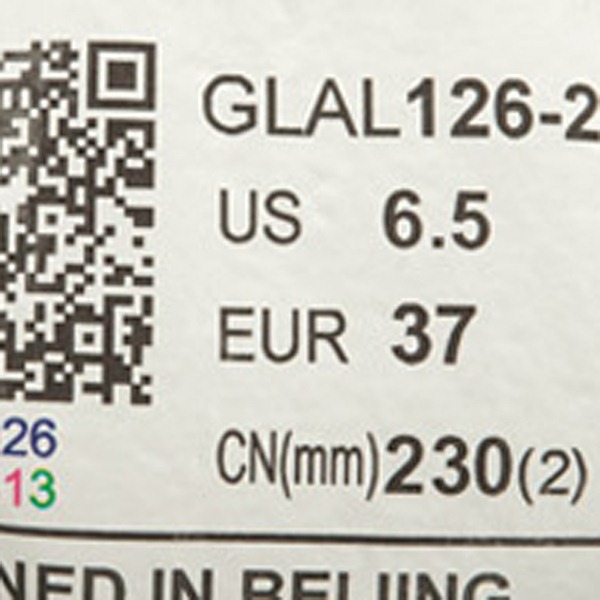 GLAL126-2
US 6.5
EUR 37
CN(mm)230(2)
26
13
NED IN BEIJING